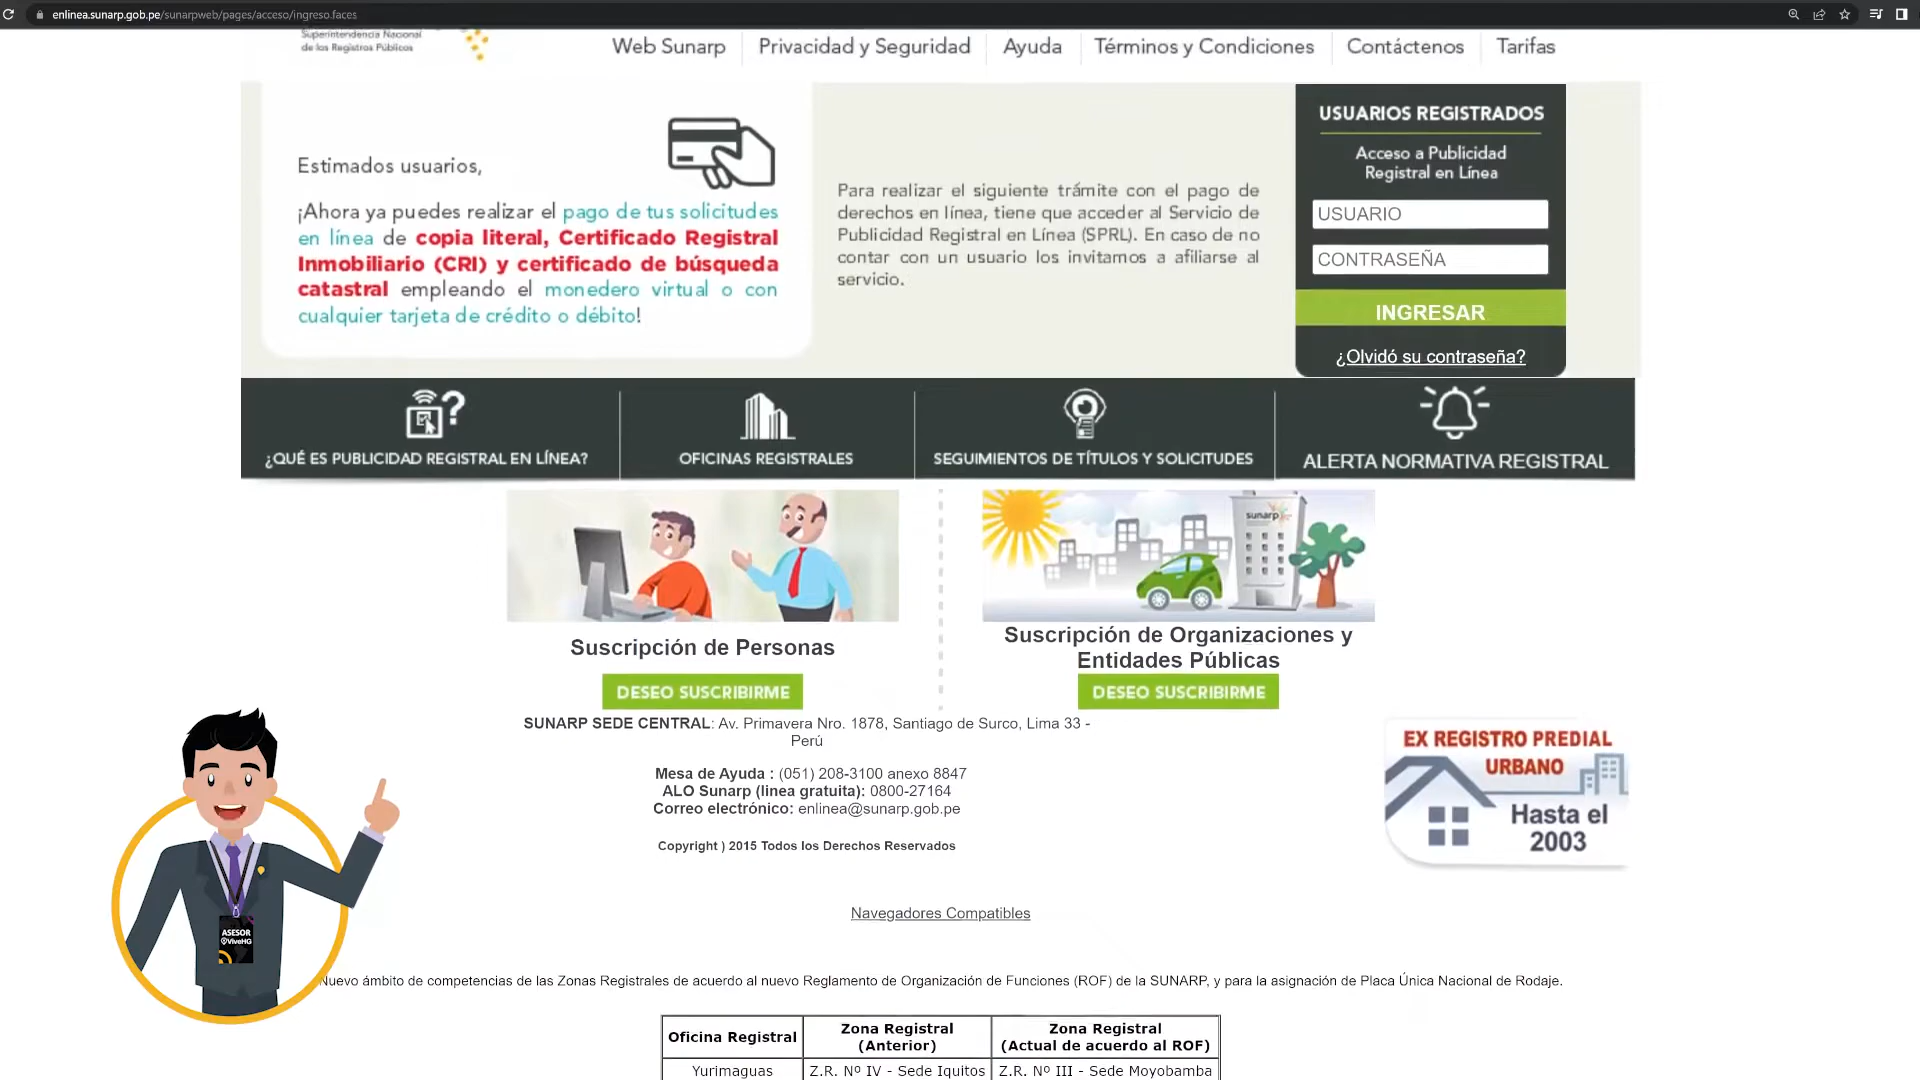 enlinea.sunarp.gob.pe/sunarpweb/pages/acceso/ingreso.faces
Superintendencia Nacional
de los Registros Públicos
Web Sunarp
Privacidad y Seguridad
Ayuda
Términos y Condiciones
Contáctenos
Tarifas
Estimados usuarios,
¡Ahora ya puedes realizar el pago de tus solicitudes
en línea de copia literal, Certificado Registral
Inmobiliario (CRI) y certificado de búsqueda
catastral empleando el monedero virtual o con
cualquier tarjeta de crédito o débito!
Para realizar el siguiente trámite con el pago de
derechos en línea, tiene que acceder al Servicio de
Publicidad Registral en Línea (SPRL). En caso de no
contar con un usuario los invitamos a afiliarse al
servicio.
USUARIOS REGISTRADOS
Acceso a Publicidad
Registral en Línea
USUARIO
CONTRASEÑA
INGRESAR
¿Olvidó su contraseña?
¿QUÉ ES PUBLICIDAD REGISTRAL EN LÍNEA?
OFICINAS REGISTRALES
SEGUIMIENTOS DE TÍTULOS Y SOLICITUDES
ALERTA NORMATIVA REGISTRAL
sunarp
Suscripción de Personas
DESEO SUSCRIBIRME
Suscripción de Organizaciones y
Entidades Públicas
DESEO SUSCRIBIRME
SUNARP SEDE CENTRAL: Av. Primavera Nro. 1878, Santiago de Surco, Lima 33 -
Perú
Mesa de Ayuda : (051) 208-3100 anexo 8847
ALO Sunarp (linea gratuita): 0800-27164
Correo electrónico: enlinea@sunarp.gob.pe
Copyright ) 2015 Todos los Derechos Reservados
EX REGISTRO PREDIAL
URBANO
Hasta el
2003
Navegadores Compatibles
ASESOR
ViveHG
Nuevo ámbito de competencias de las Zonas Registrales de acuerdo al nuevo Reglamento de Organización de Funciones (ROF) de la SUNARP, y para la asignación de Placa Única Nacional de Rodaje.
Oficina Registral
Zona Registral
(Anterior)
Zona Registral
(Actual de acuerdo al ROF)
Yurimaguas
Z.R. Nº IV - Sede Iquitos
Z.R. Nº III - Sede Moyobamba